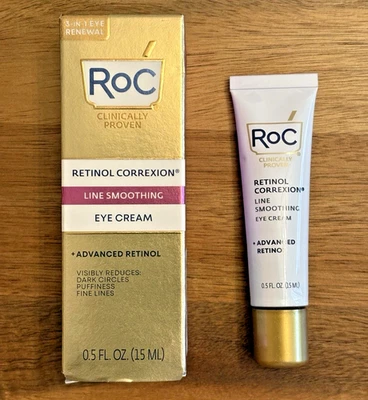 3-IN-1 EYE
RENEWAL
RoC
CLINICALLY
PROVEN
RETINOL CORREXION®
LINE SMOOTHING
EYE CREAM
+ADVANCED RETINOL
VISIBLY REDUCES:
DARK CIRCLES
PUFFINESS
FINE LINES
0.5 FL. OZ. (15 ML)
RoC
CLINICALLY
PROVEN
RETINOL
CORREXION®
LINE
SMOOTHING
EYE CREAM
+ADVANCED
RETINO
0.5 FL. OZ. (15 ML)